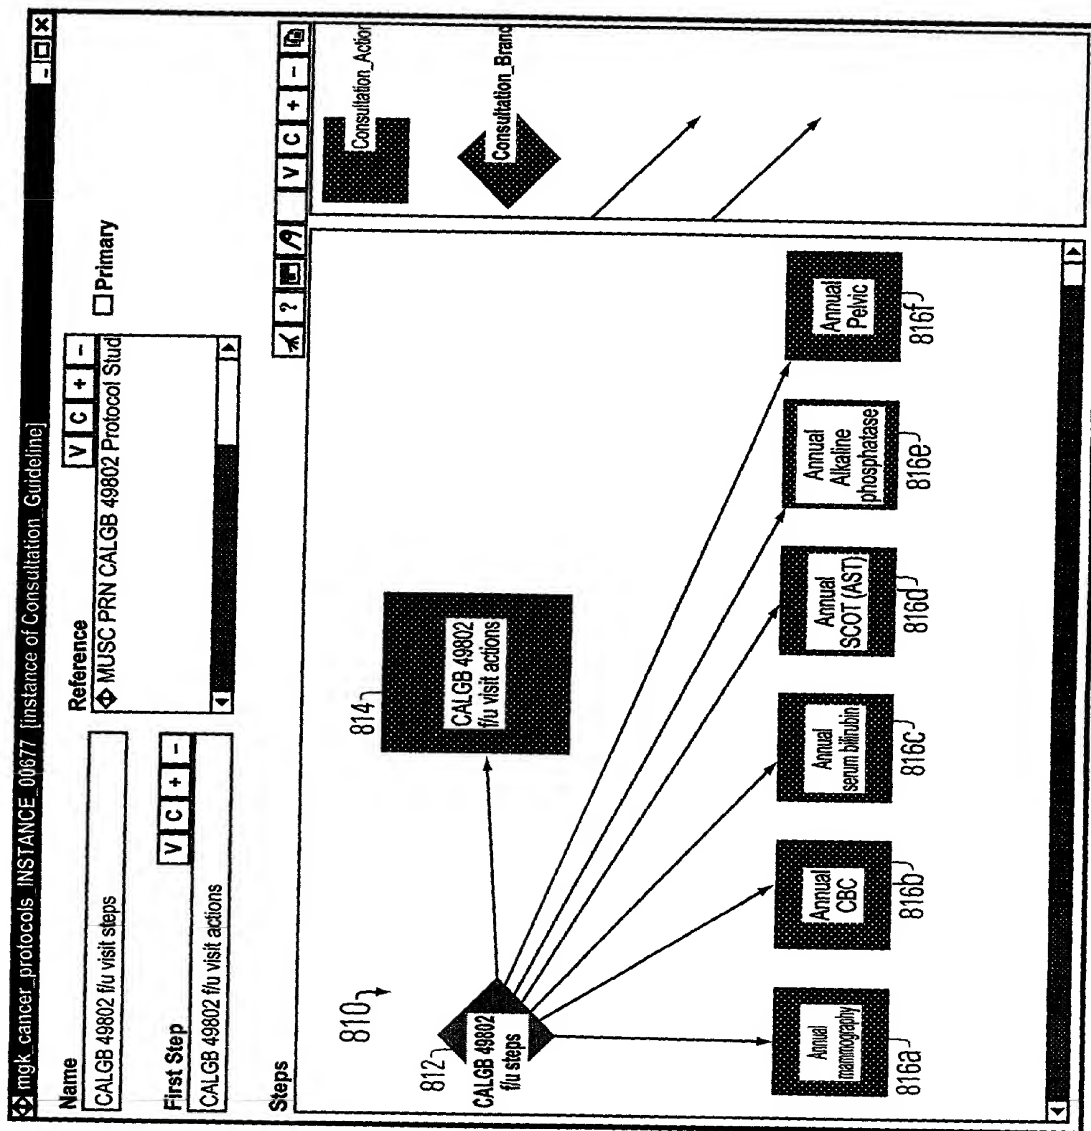 mgk_cancer_protocols_INSTANCE_00677 [instance of Consultation_Guideline]
Name
CALGB 49802 f/u visit steps
Reference
V C + -
MUSC PRN CALGB 49802 Protocol Stud
Primary
First Step
V C + -
CALGB 49802 f/u visit actions
Steps
?
V C + -
Consultation_Action
Consultation_Branc
810
812
CALGB 49802
f/u steps
814
CALGB 49802
f/u visit actions
Annual
mammography
816a
Annual
CBC
816b
Annual
serum bilirubin
816c
Annual
SCOT (AST)
816d
Annual
Alkaline
phosphatase
816e
Annual
Pelvic
816f